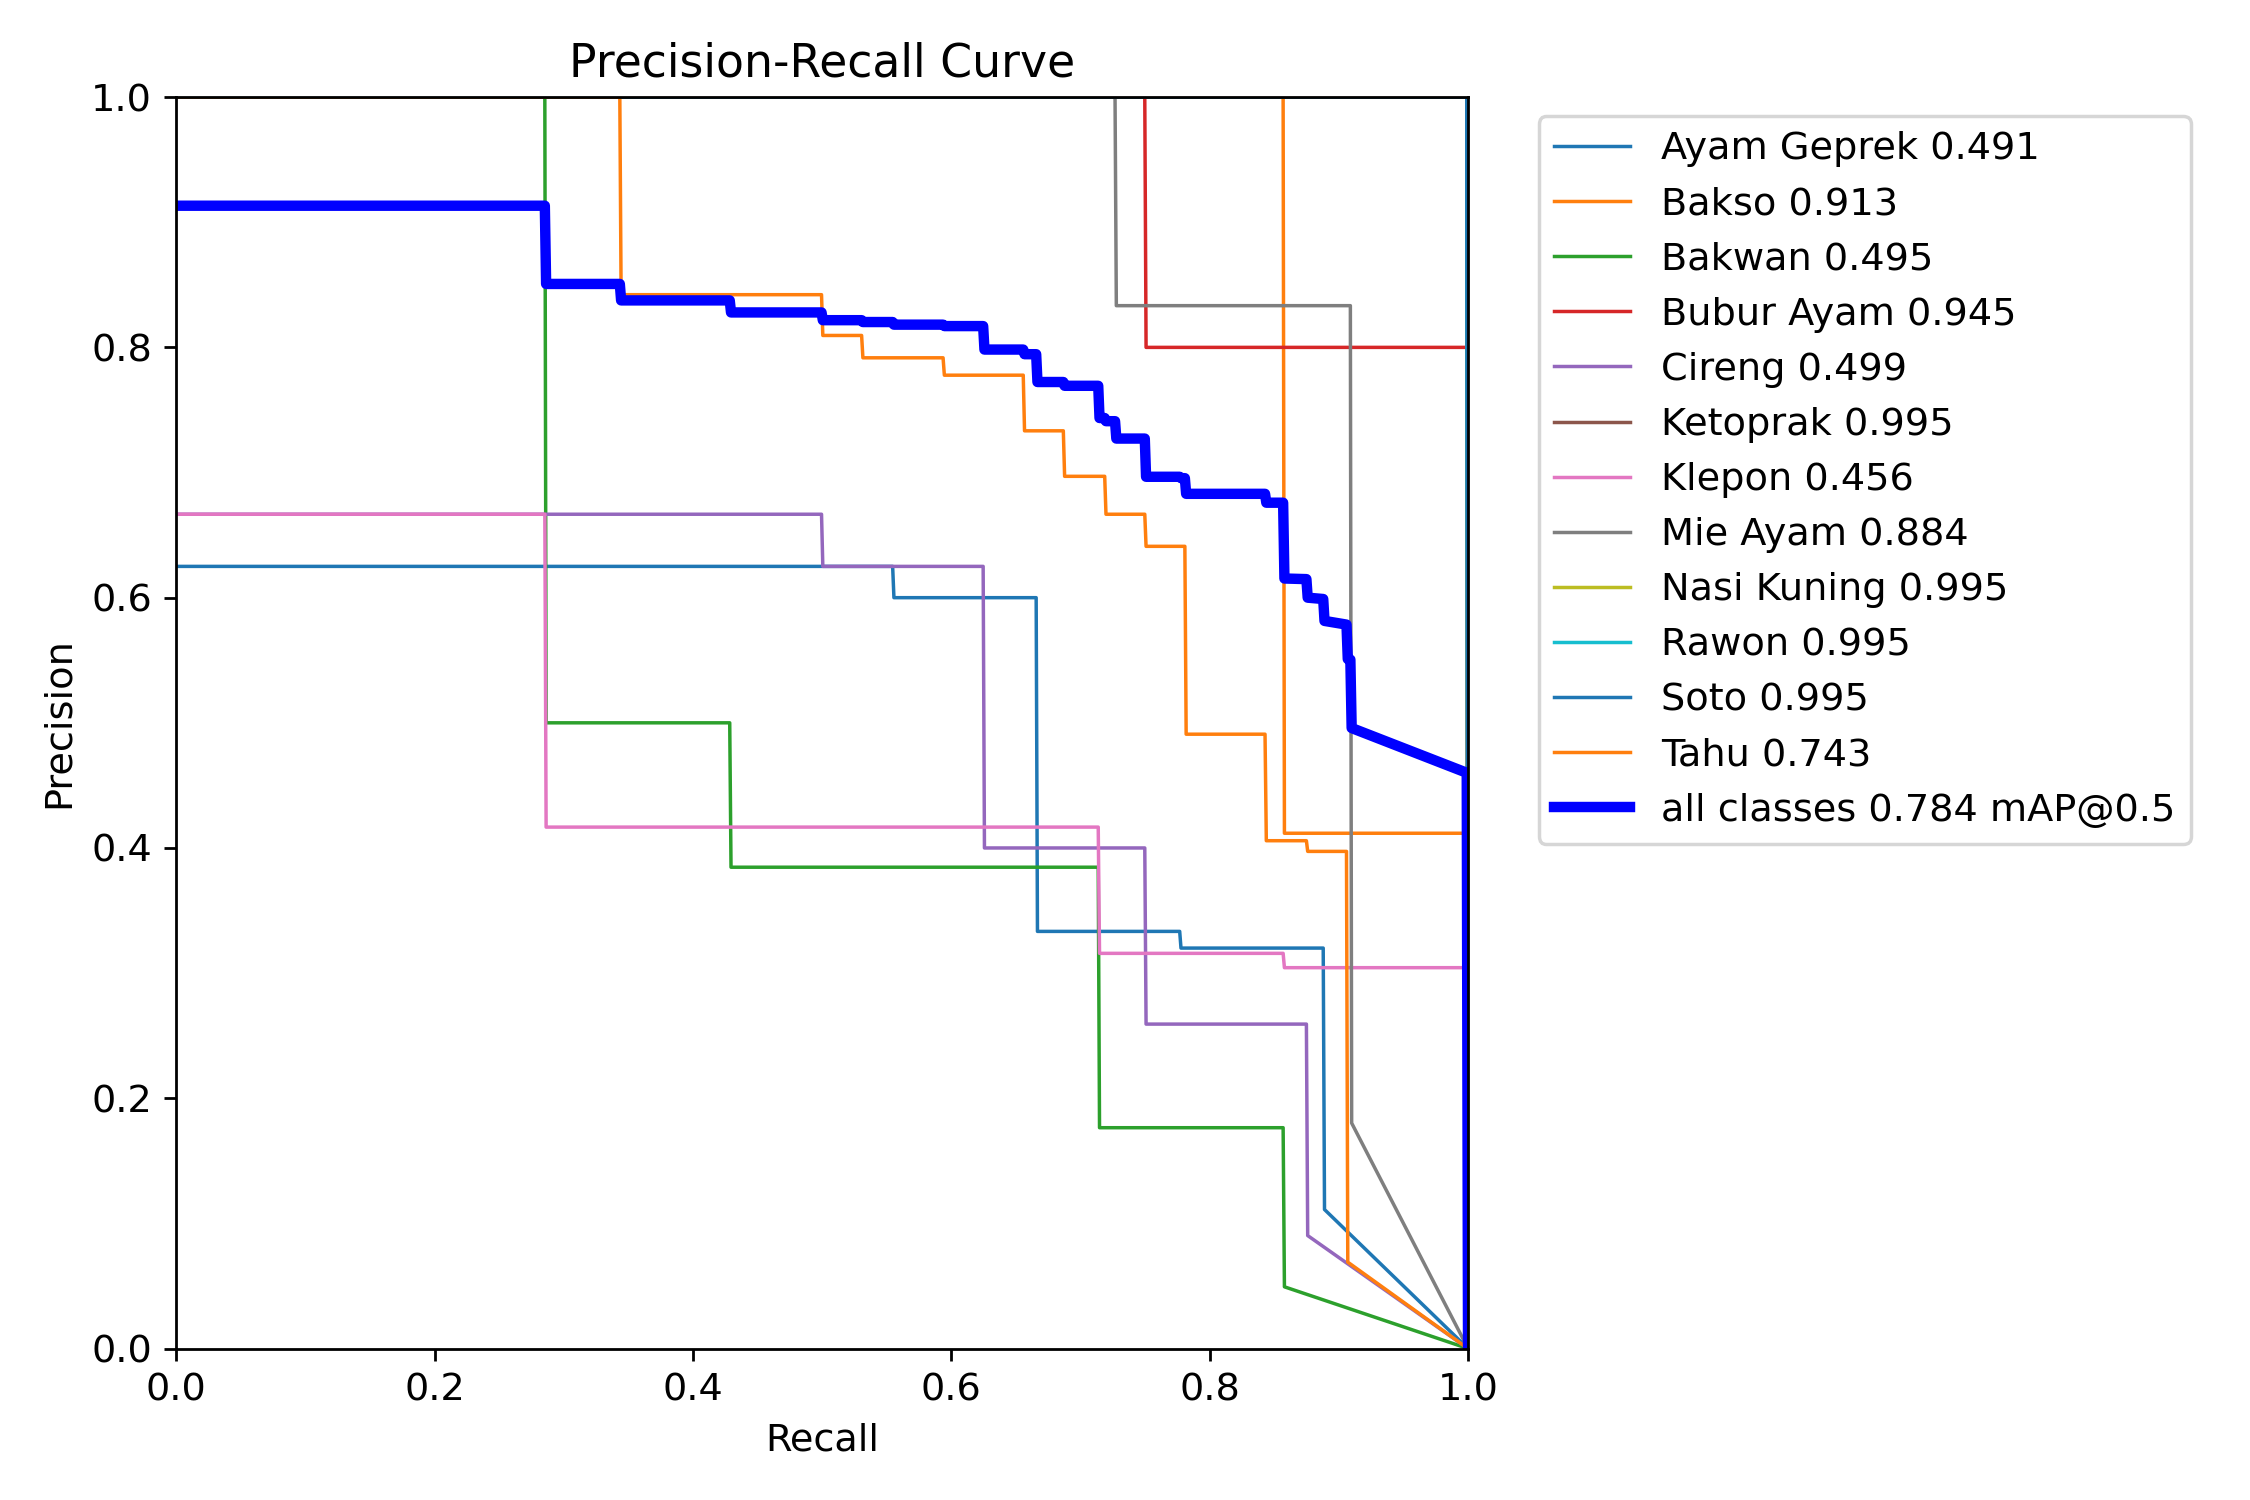 Precision-Recall Curve
1.0
0.8
0.6
0.4
0.2
0.0
Precision
0.0 0.2 0.4 0.6 0.8 1.0
Recall
Ayam Geprek 0.491
Bakso 0.913
Bakwan 0.495
Bubur Ayam 0.945
Cireng 0.499
Ketoprak 0.995
Klepon 0.456
Mie Ayam 0.884
Nasi Kuning 0.995
Rawon 0.995
Soto 0.995
Tahu 0.743
all classes 0.784 mAP@0.5